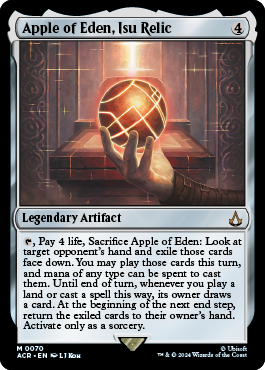 Apple of Eden, Isu Relic 4
Legendary Artifact
, Pay 4 life, Sacrifice Apple of Eden: Look at
target opponent's hand and exile those cards
face down. You may play those cards this turn,
and mana of any type can be spent to cast
them. Until end of turn, whenever you play a
land or cast a spell this way, its owner draws
a card. At the beginning of the next end step,
return the exiled cards to their owner's hand.
Activate only as a sorcery.
M 0070 © Ubisoft
ACR • EN LIE KOH ™ & © 2024 Wizards of the Coast